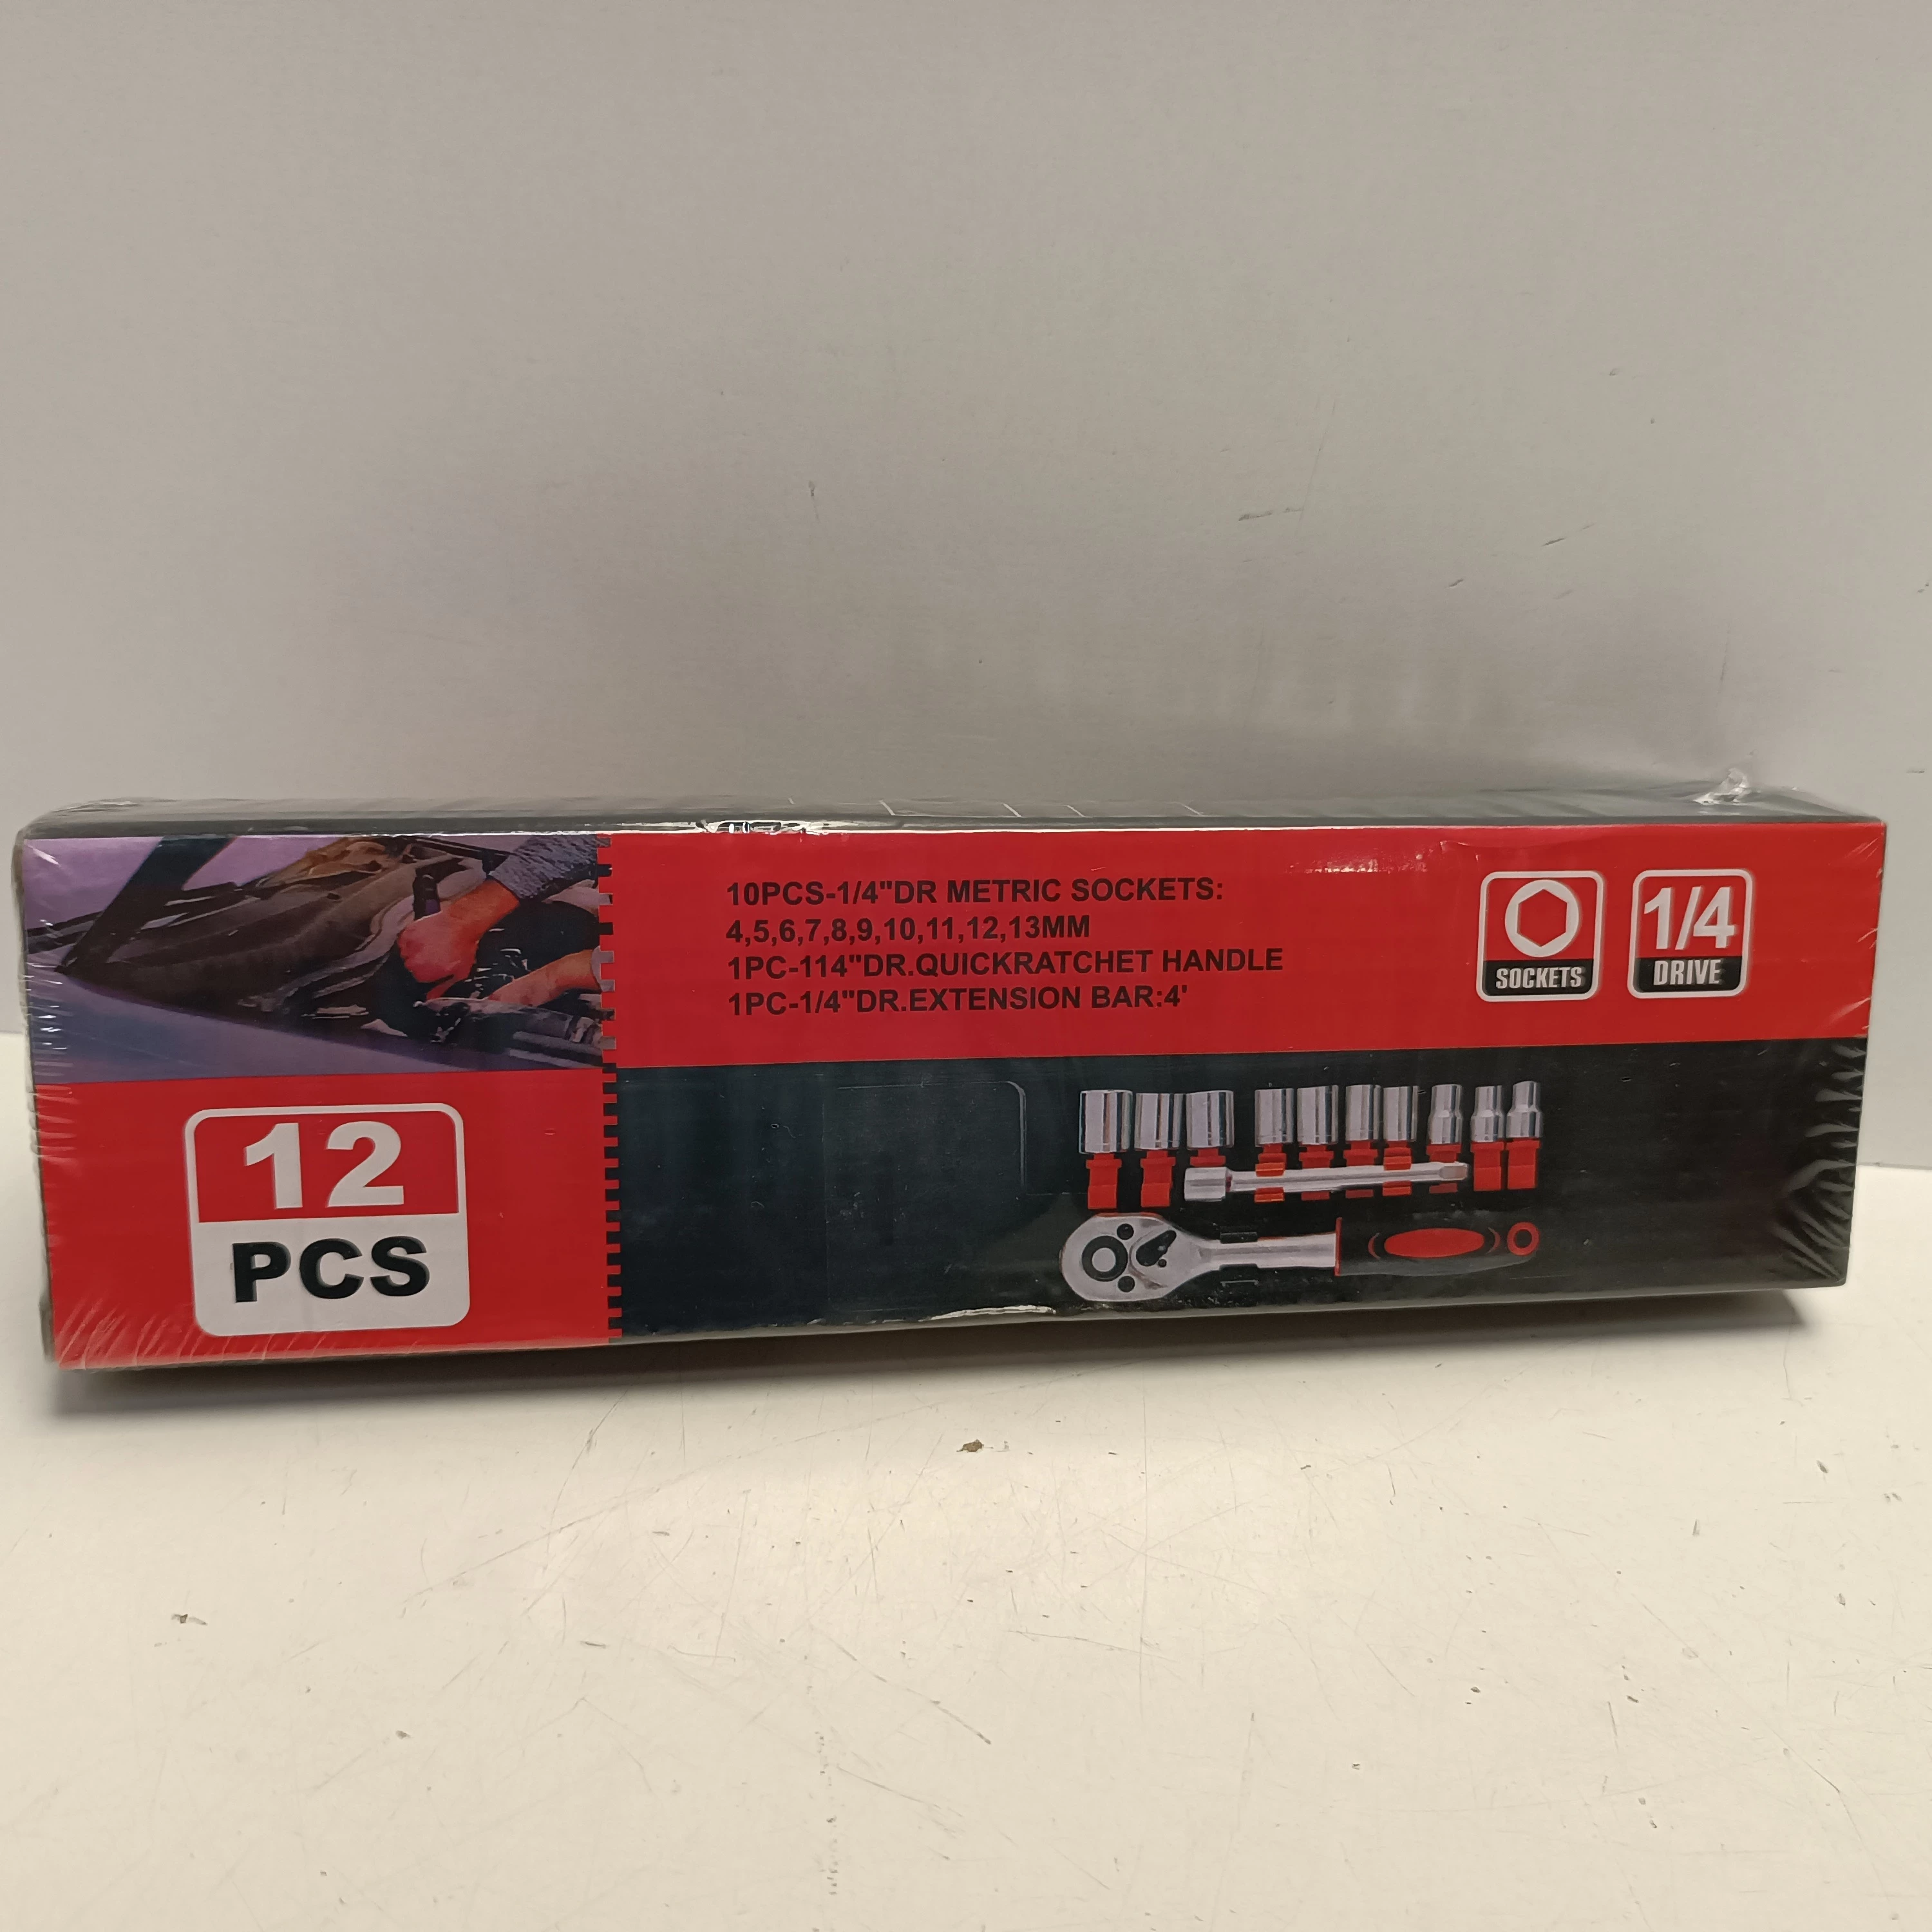 10PCS-1/4"DR METRIC SOCKETS:
4,5,6,7,8,9,10,11,12,13MM
1PC-114"DR.QUICKRATCHET HANDLE
1PC-1/4"DR.EXTENSION BAR:4'
SOCKETS
1/4
DRIVE
12
PCS